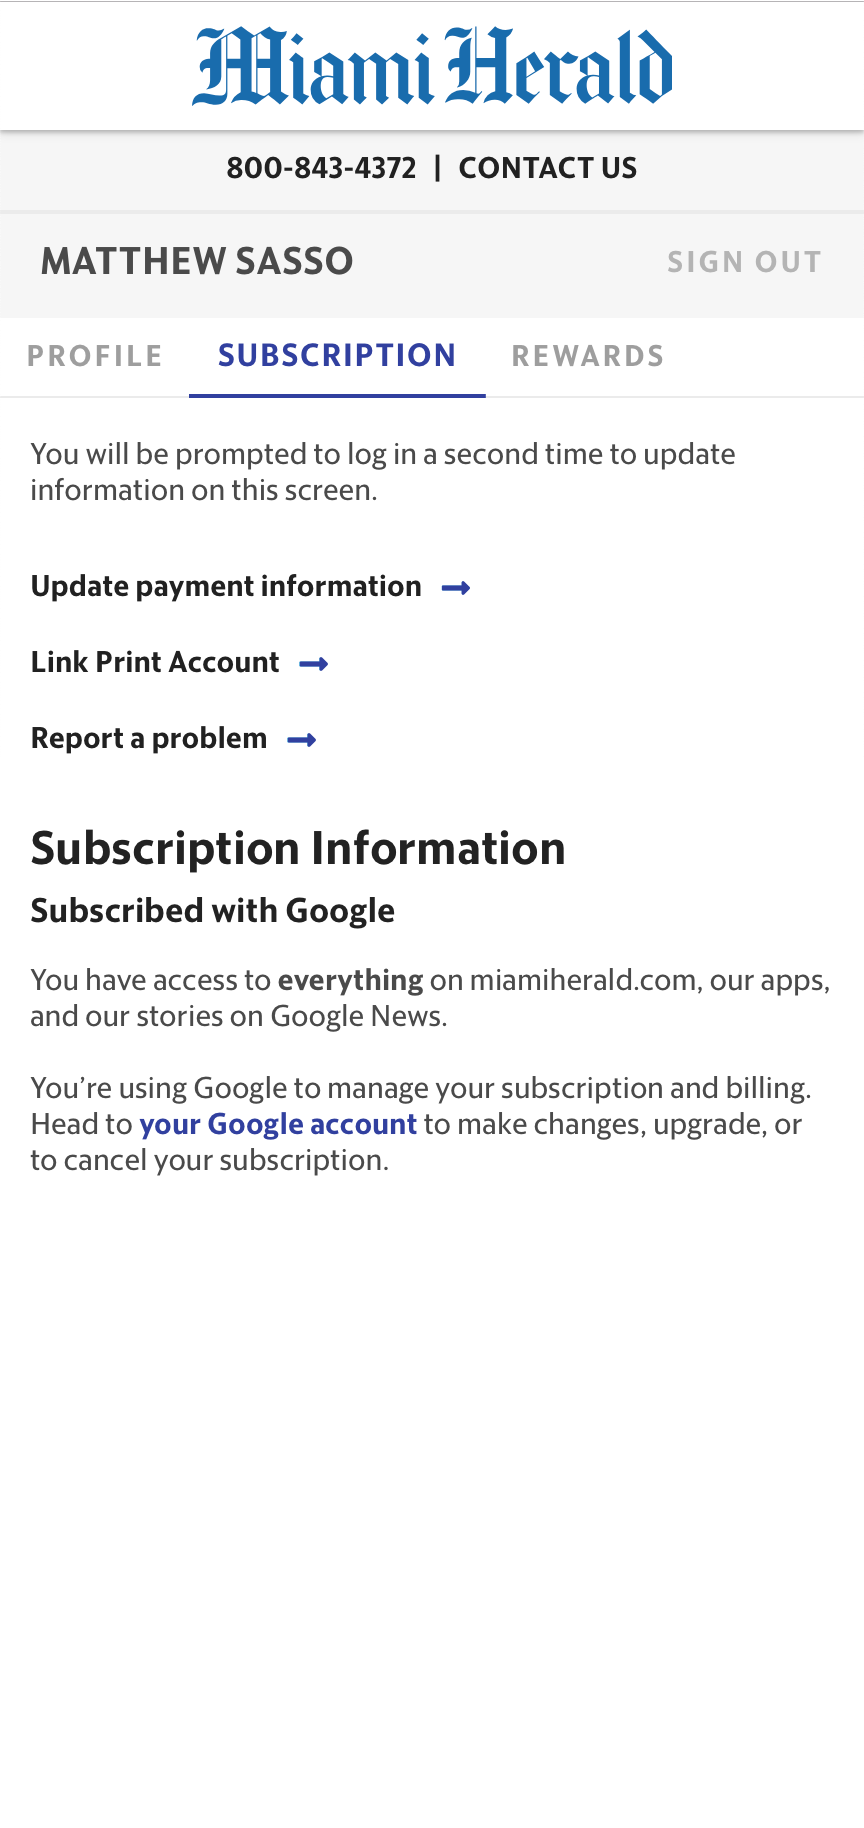 Miami Herald
800-843-4372 | CONTACT US
MATTHEW SASSO SIGN OUT
PROFILE SUBSCRIPTION REWARDS
You will be prompted to log in a second time to update
information on this screen.
Update payment information →
Link Print Account →
Report a problem →
Subscription Information
Subscribed with Google
You have access to everything on miamiherald.com, our apps,
and our stories on Google News.
You’re using Google to manage your subscription and billing.
Head to your Google account to make changes, upgrade, or
to cancel your subscription.